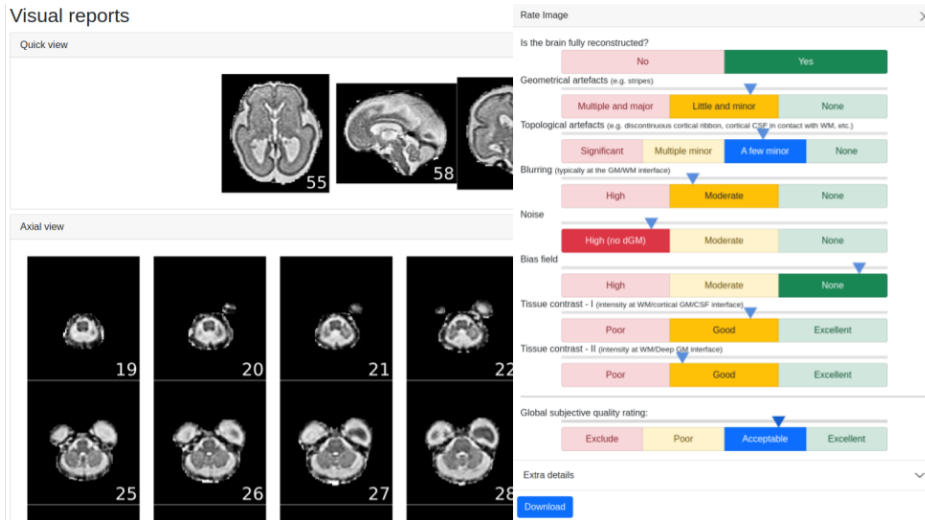 Visual reports
Quick view
55
58
Axial view
19
20
21
22
25
26
27
28
Rate Image
Is the brain fully reconstructed?
No Yes
Geometrical artefacts (e.g. stripes)
Multiple and major Little and minor None
Topological artefacts (e.g. discontinuous cortical ribbon, cortical CSF in contact with WM, etc.)
Significant Multiple minor A few minor None
Blurring (typically at the GM/WM interface)
High Moderate None
Noise
High (no dGM) Moderate None
Bias field
High Moderate None
Tissue contrast - I (intensity at WM/cortical GM/CSF interface)
Poor Good Excellent
Tissue contrast - II (intensity at WM/Deep GM interface)
Poor Good Excellent
Global subjective quality rating:
Exclude Poor Acceptable Excellent
Extra details
Download